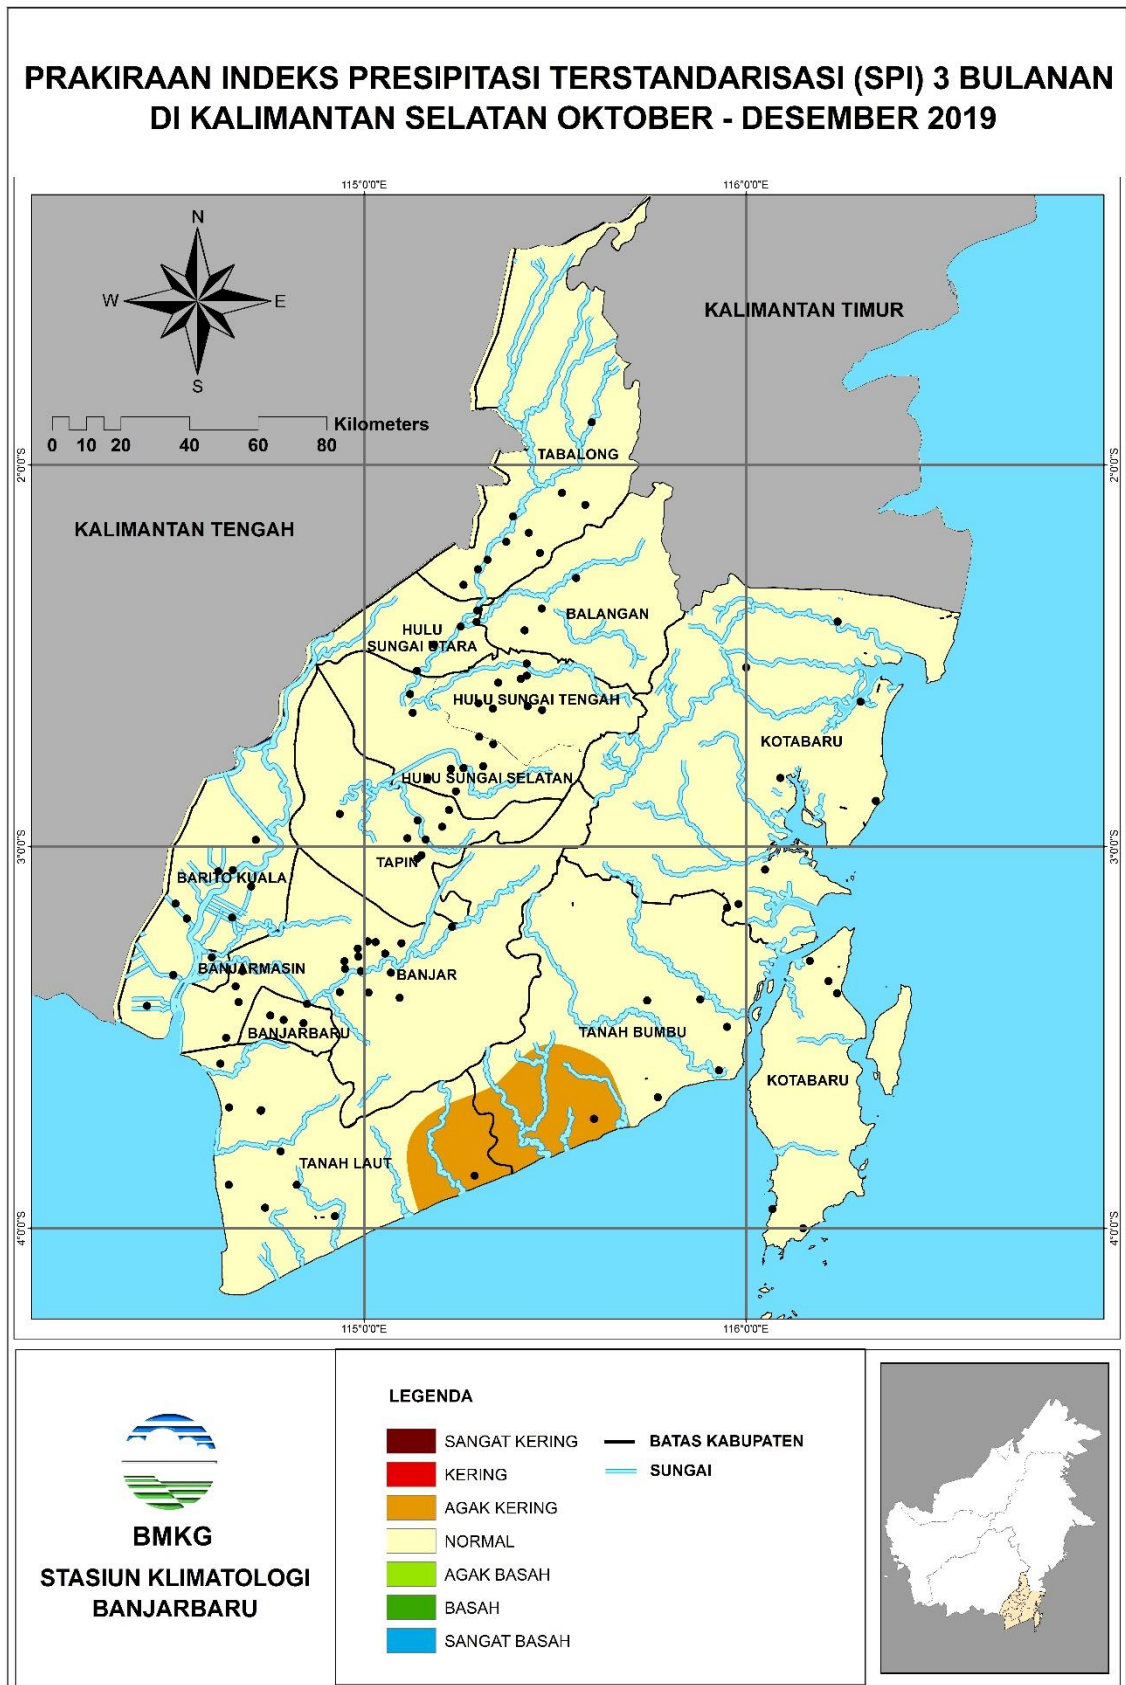 PRAKIRAAN INDEKS PRESIPITASI TERSTANDARISASI (SPI) 3 BULANAN
DI KALIMANTAN SELATAN OKTOBER - DESEMBER 2019
115°0'0"E 116°0'0"E
N
W E
S
KALIMANTAN TIMUR
Kilometers
0 10 20 40 60 80
TABALONG
2°0'0"S 2°0'0"S
KALIMANTAN TENGAH
BALANGAN
HULU
SUNGAI UTARA
HULU SUNGAI TENGAH
KOTABARU
HULU SUNGAI SELATAN
3°0'0"S 3°0'0"S
TAPIN
BARITO KUALA
BANJARMASIN
BANJAR
BANJARBARU
TANAH BUMBU
KOTABARU
TANAH LAUT
4°0'0"S 4°0'0"S
115°0'0"E 116°0'0"E
BMKG
STASIUN KLIMATOLOGI
BANJARBARU
LEGENDA
SANGAT KERING
KERING
AGAK KERING
NORMAL
AGAK BASAH
BASAH
SANGAT BASAH
BATAS KABUPATEN
SUNGAI